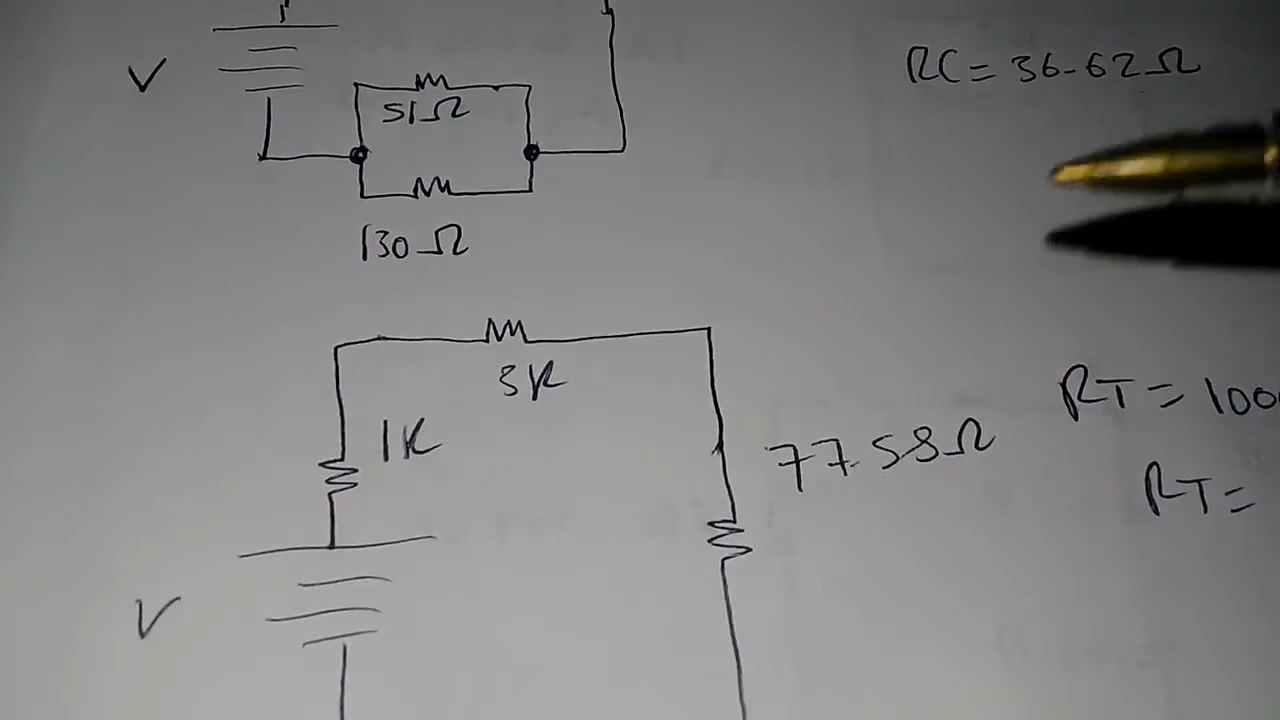 V
51Ω
RC = 36.62Ω
130Ω
3K
1K
77.58Ω
RT = 100
RT =
V